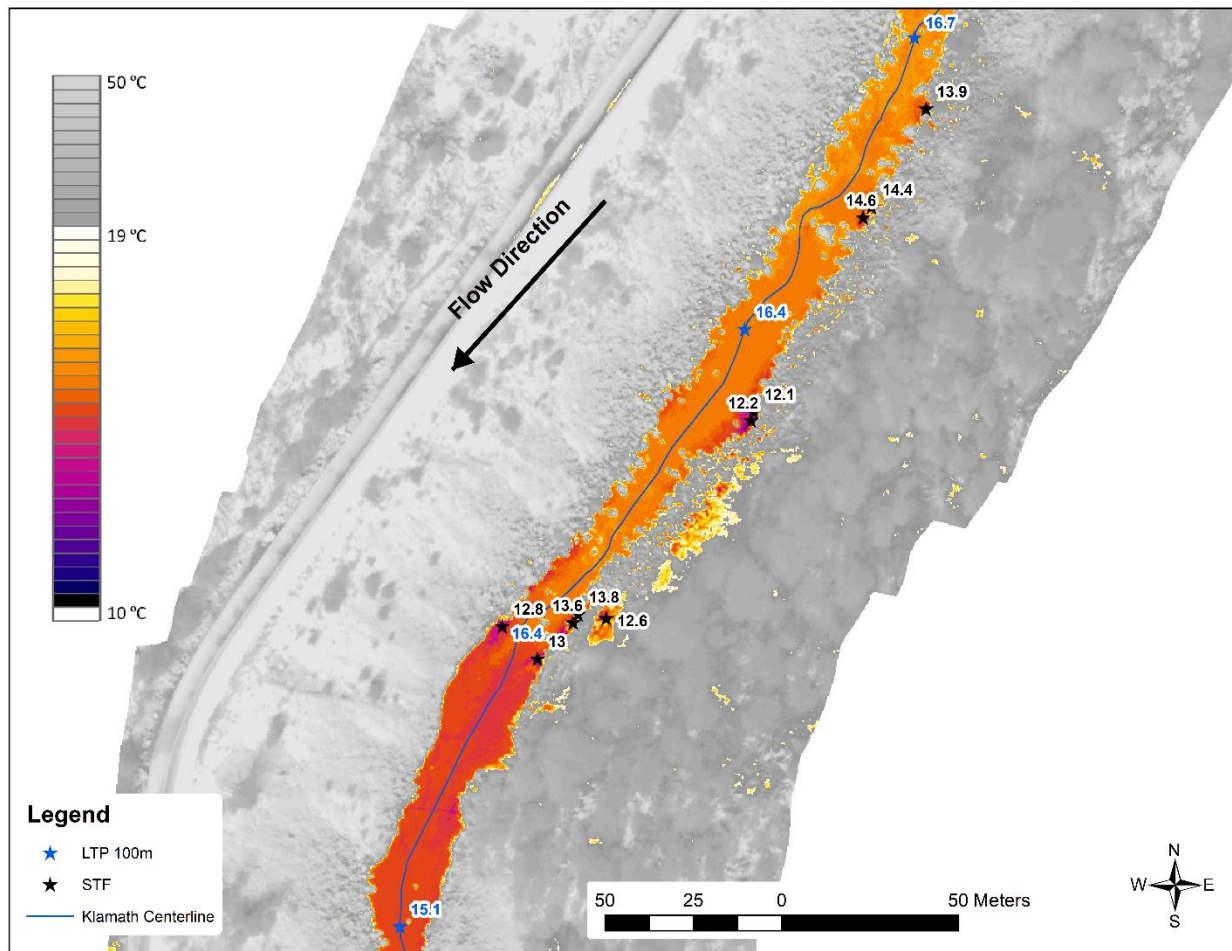 50 ºC
19 ºC
10 ºC
Flow Direction
16.7
13.9
14.4
14.6
16.4
12.1
12.2
13.8
13.6
12.8
12.6
16.4
13
15.1
Legend
LTP 100m
STF
Klamath Centerline
50 25 0 50 Meters
N
W E
S